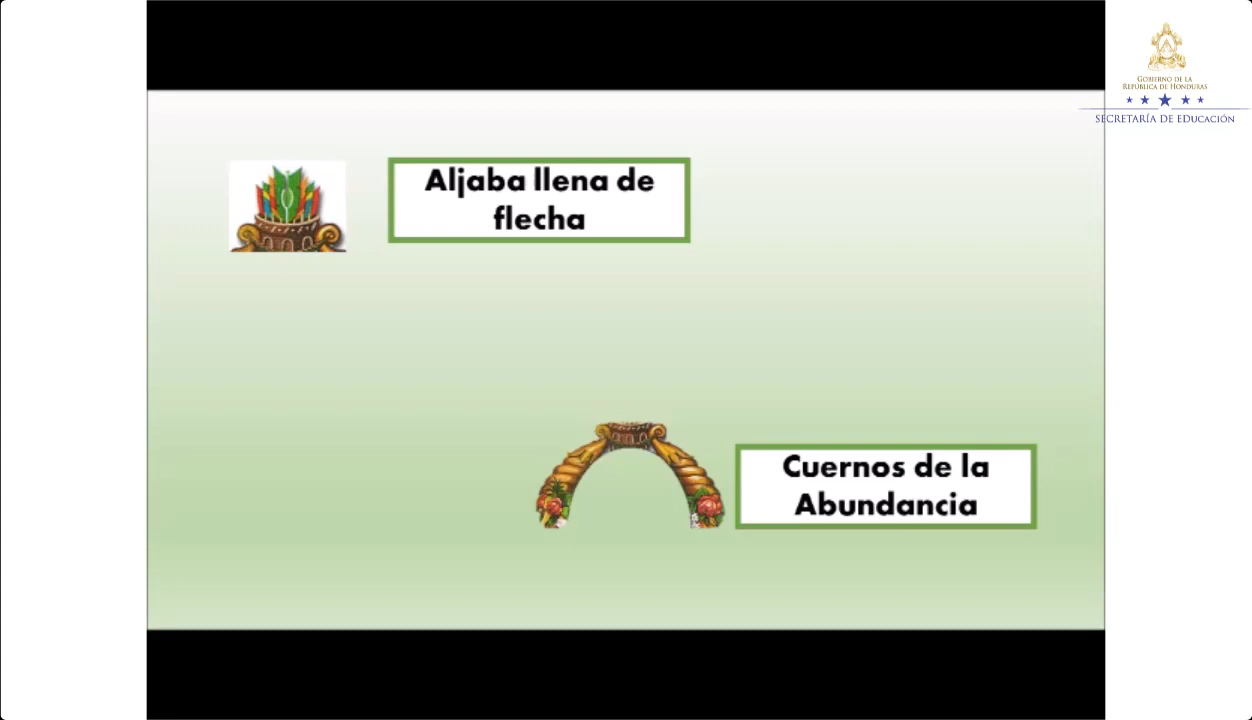 GOBIERNO DE LA
REPÚBLICA DE HONDURAS
SECRETARÍA DE EDUCACIÓN
Aljaba llena de
flecha
Cuernos de la
Abundancia